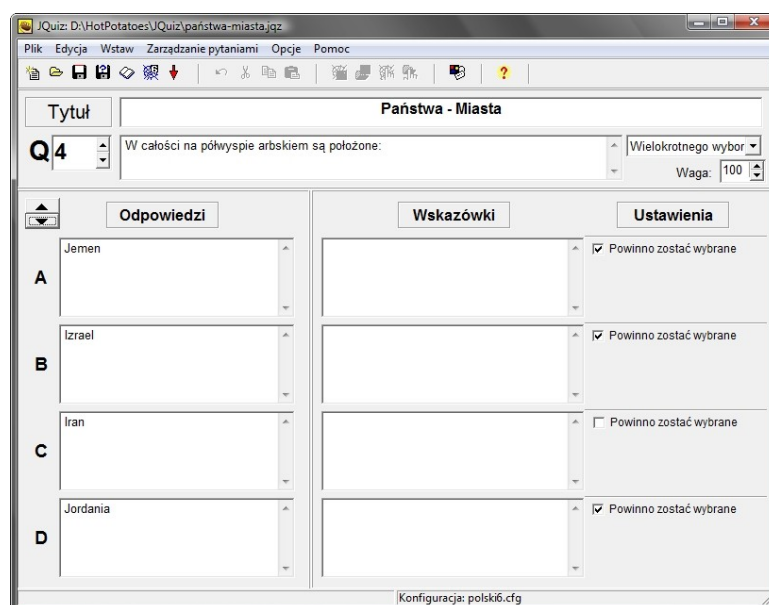 JQuiz: D:\HotPotatoes\JQuiz\państwa-miasta.jqz
Plik Edycja Wstaw Zarządzanie pytaniami Opcje Pomoc
Tytuł Państwa - Miasta
Q 4 W całości na półwyspie arbskiem są położone: Wielokrotnego wybor
Waga: 100
Odpowiedzi Wskazówki Ustawienia
A Jemen Powinno zostać wybrane
B Izrael Powinno zostać wybrane
C Iran Powinno zostać wybrane
D Jordania Powinno zostać wybrane
Konfiguracja: polski6.cfg